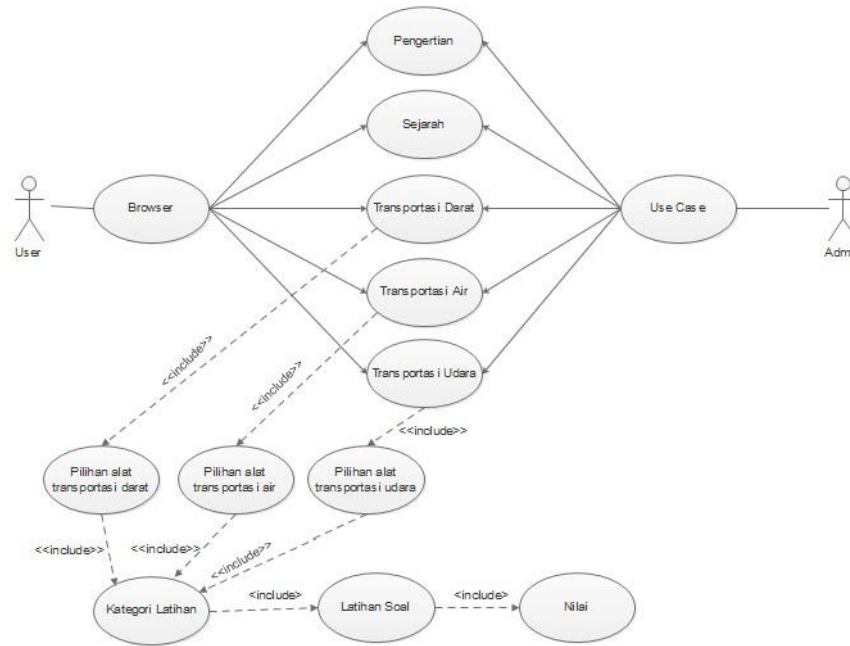 Pengertian
Sejarah
Browser
Transportasi Darat
Use Case
User
Adm
Transportasi Air
<<include>>
<<include>>
Transportasi Udara
<<include>>
Pilihan alat
transportasi darat
Pilihan alat
transportasi air
Pilihan alat
transportasi udara
<<include>>
<<include>>
<<include>>
Kategori Latihan
<include>
Latihan Soal
<include>
Nilai